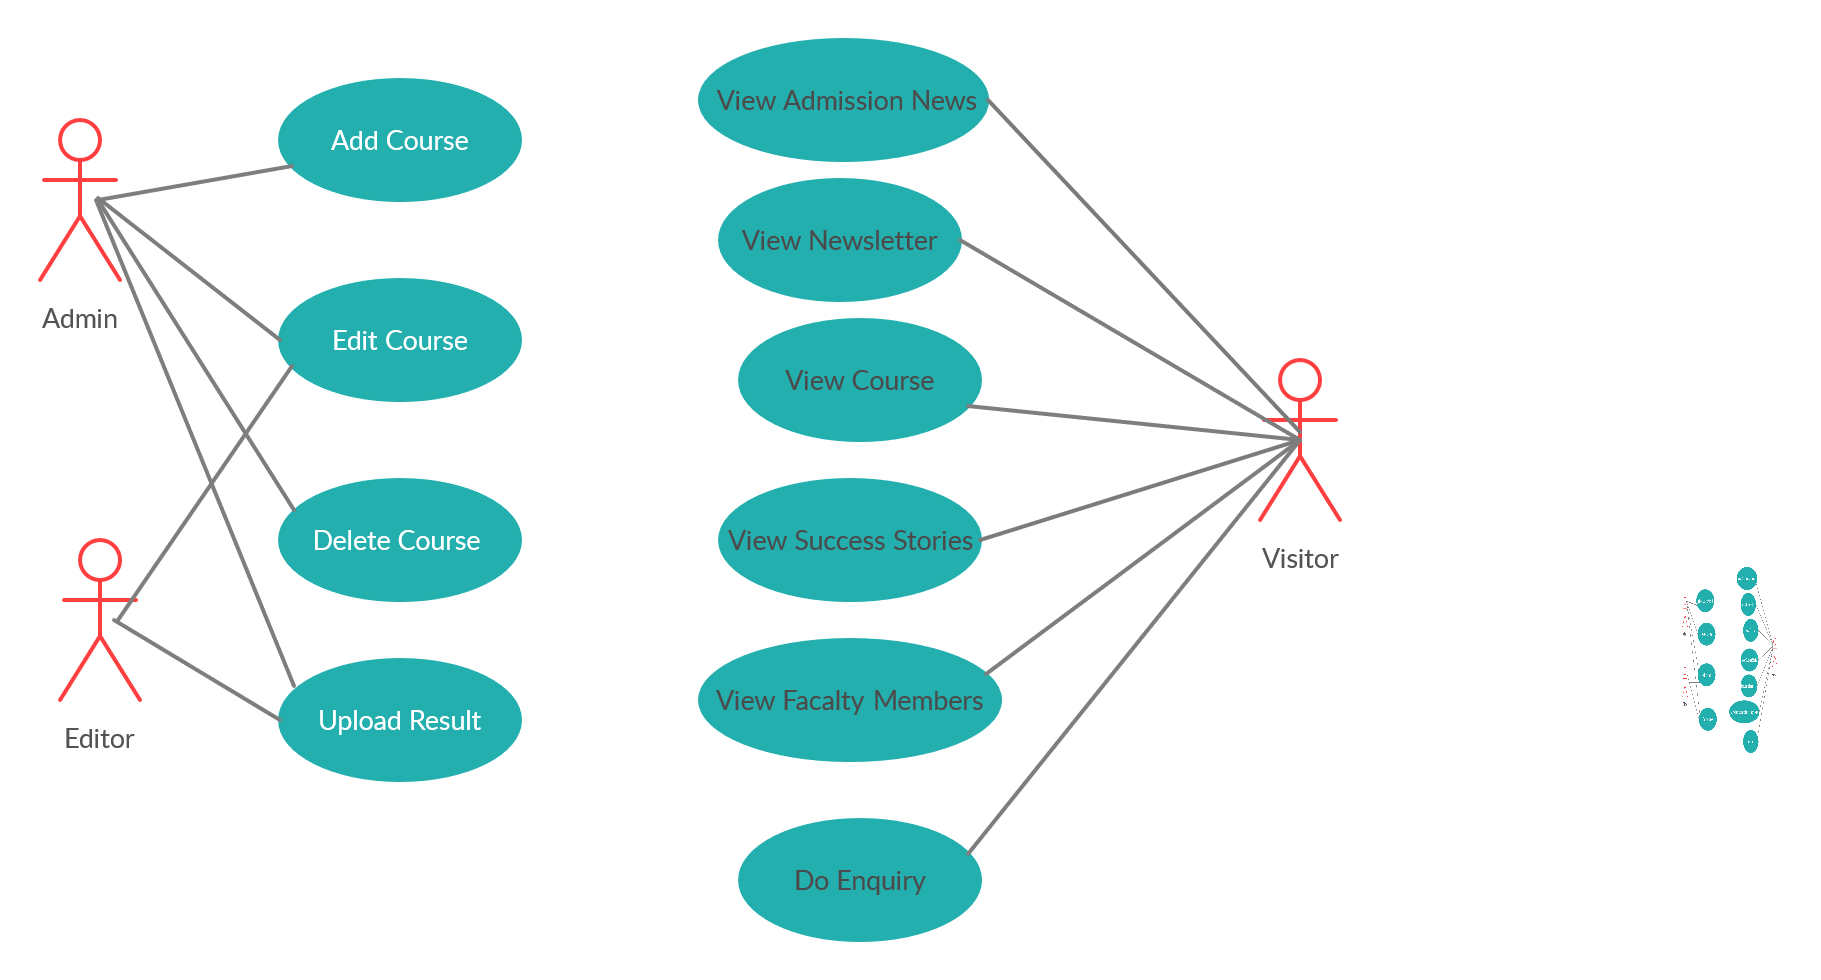 Admin
Editor
Add Course
Edit Course
Delete Course
Upload Result
View Admission News
View Newsletter
View Course
View Success Stories
View Facalty Members
Do Enquiry
Visitor